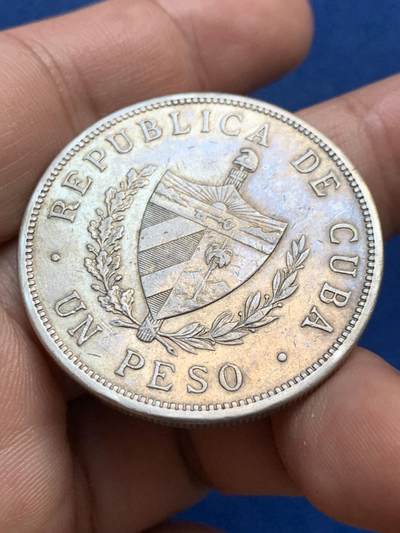 REPUBLICA DE CUBA
· UN PESO ·